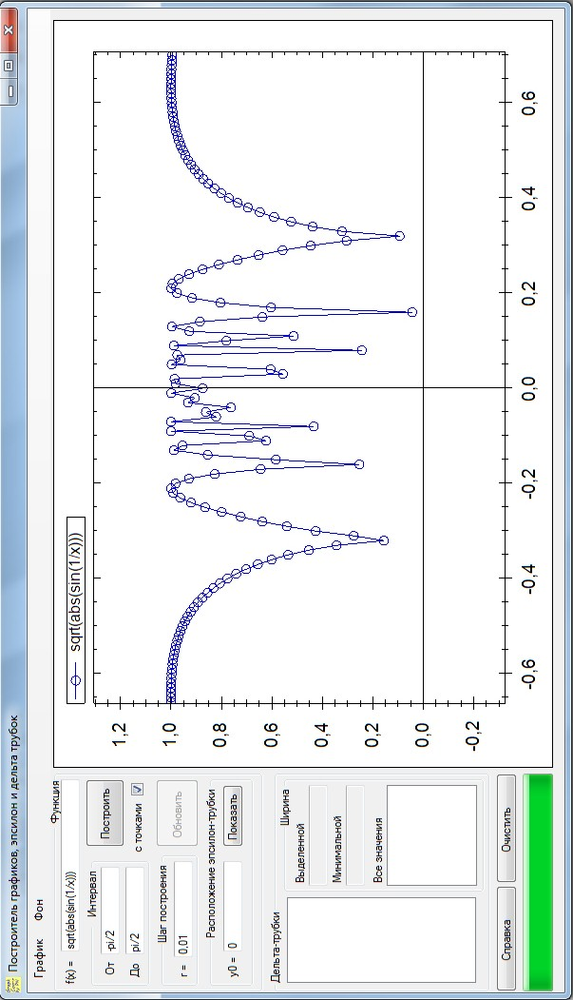 Построитель графиков, эпсилон и дельта трубок
График Фон
Функция
f(x) = sqrt(abs(sin(1/x)))
Интервал
От -pi/2
До pi/2
Построить
с точками
Шаг построения
r = 0,01
Обновить
Расположение эпсилон-трубки
y0 = 0
Показать
Дельта-трубки
Ширина
Выделенной
Минимальной
Все значения
Справка
Очистить
sqrt(abs(sin(1/x)))
1,2
1,0
0,8
0,6
0,4
0,2
0,0
-0,2
-0,6
-0,4
-0,2
0,0
0,2
0,4
0,6